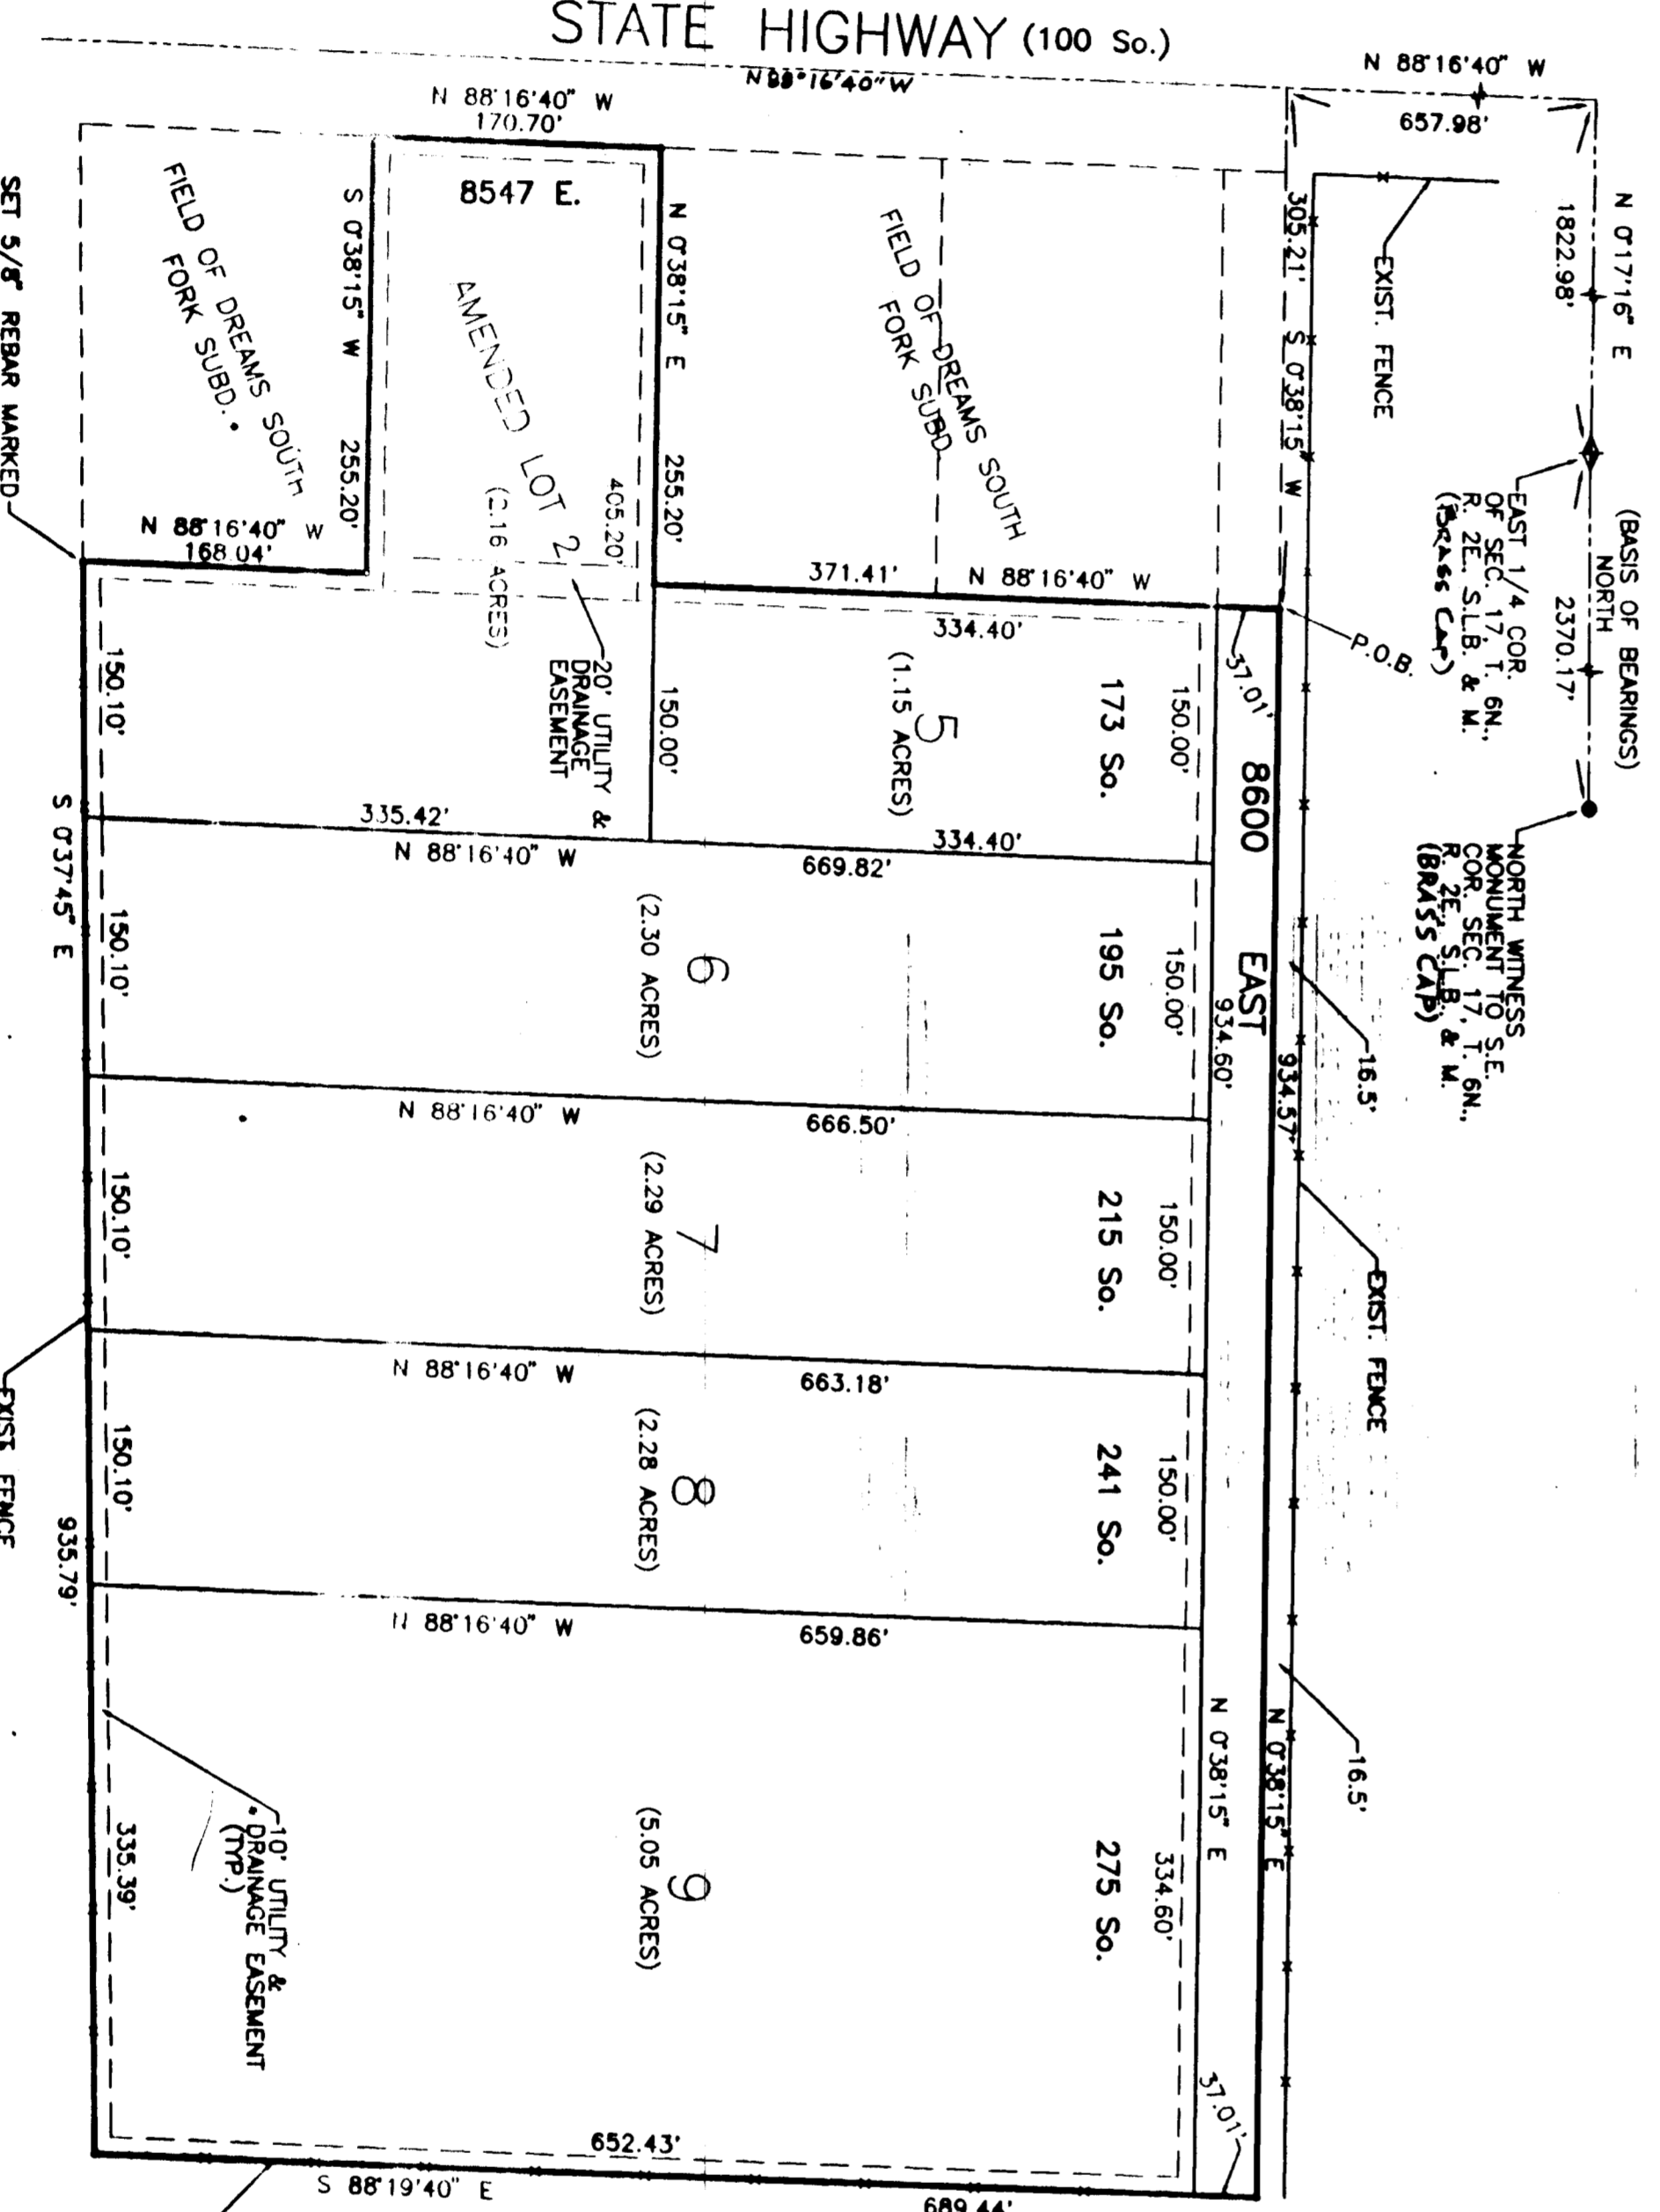 STATE HIGHWAY (100 So.)
N 88°16'40" W
N 88°16'40" W
657.98'
N 88°16'40" W
170.70'
N 0°17'16" E
1822.98'
(BASIS OF BEARINGS)
NORTH
2370.17'
EAST 1/4 COR.
OF SEC. 17, T. 6N.,
R. 2E., S.L.B. & M.
(BRASS CAP)
NORTH WITNESS
MONUMENT TO S.E.
COR. SEC. 17, T. 6N.,
R. 2E., S.L.B. & M.
(BRASS CAP)
EXIST. FENCE
305.21' S 0°38'15" W
P.O.B.
FIELD OF DREAMS SOUTH
FORK SUBD.
N 0°38'15" E 255.20'
8547 E.
AMENDED LOT 2
(2.16 ACRES)
405.20'
S 0°38'15" W 255.20'
FIELD OF DREAMS SOUTH
FORK SUBD.
N 88°16'40" W
168.04'
SET 5/8" REBAR MARKED
371.41' N 88°16'40" W
334.40'
37.01'
20' UTILITY &
DRAINAGE
EASEMENT
150.00'
150.10'
5
(1.15 ACRES)
173 So.
150.00'
334.40'
335.42'
N 88°16'40" W
669.82'
8600 EAST
934.60'
934.57'
16.5'
S 0°37'45" E
150.10'
6
(2.30 ACRES)
195 So.
150.00'
N 88°16'40" W
666.50'
150.10'
7
(2.29 ACRES)
215 So.
150.00'
EXIST. FENCE
N 88°16'40" W
663.18'
EXIST. FENCE
150.10'
8
(2.28 ACRES)
241 So.
150.00'
935.79'
N 88°16'40" W
659.86'
N 0°38'15" E
N 0°38'15" E
16.5'
10' UTILITY &
DRAINAGE EASEMENT
(TYP.)
335.39'
9
(5.05 ACRES)
275 So.
334.60'
37.01'
652.43'
S 88°19'40" E
689.44'